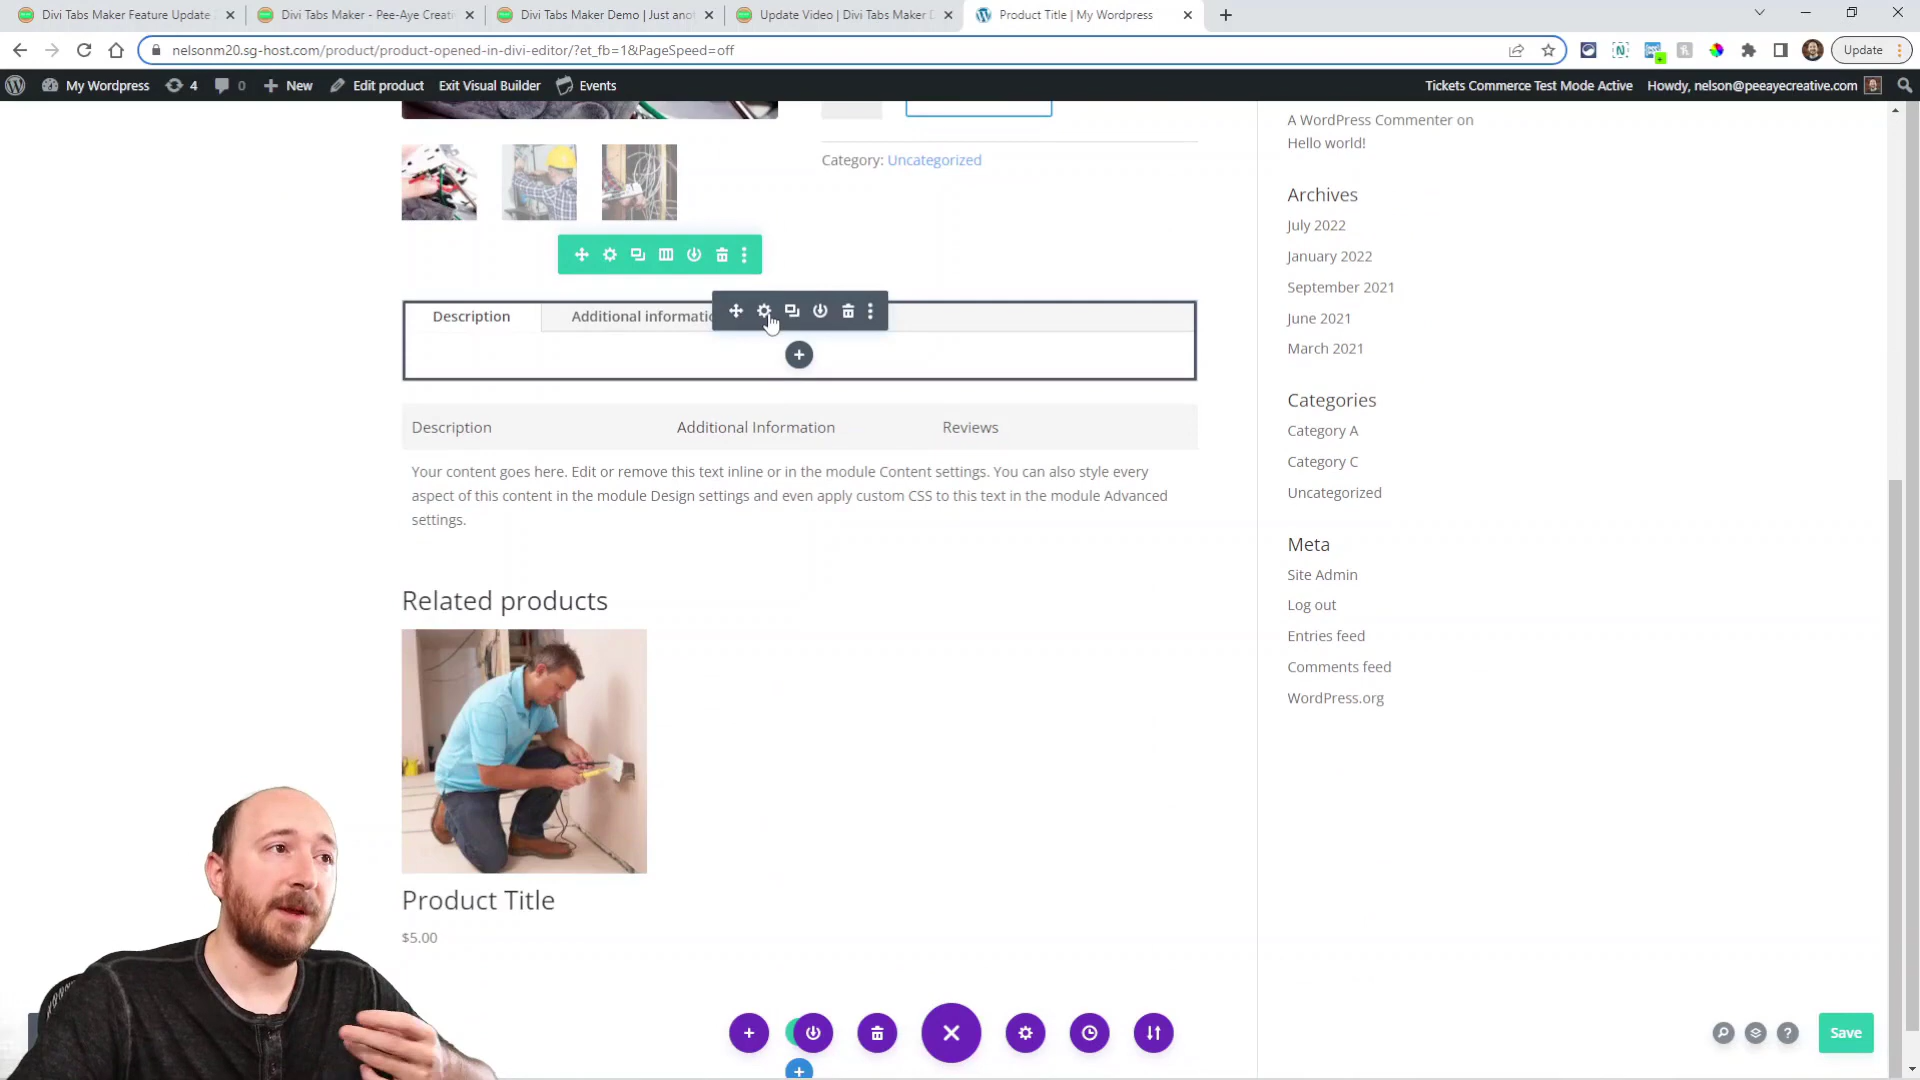 Divi Tabs Maker Feature Update
Divi Tabs Maker - Pee-Aye Creati
Divi Tabs Maker Demo | Just anot
Update Video | Divi Tabs Maker D
Product Title | My Wordpress
nelsonm20.sg-host.com/product/product-opened-in-divi-editor/?et_fb=1&PageSpeed=off
Update
My Wordpress
4
0
New
Edit product
Exit Visual Builder
Events
Tickets Commerce Test Mode Active
Howdy, nelson@peeayecreative.com
Category: Uncategorized
Description
Additional informatio
Description
Additional Information
Reviews
Your content goes here. Edit or remove this text inline or in the module Content settings. You can also style every
aspect of this content in the module Design settings and even apply custom CSS to this text in the module Advanced
settings.
Related products
Product Title
$5.00
A WordPress Commenter on
Hello world!
Archives
July 2022
January 2022
September 2021
June 2021
March 2021
Categories
Category A
Category C
Uncategorized
Meta
Site Admin
Log out
Entries feed
Comments feed
WordPress.org
Save